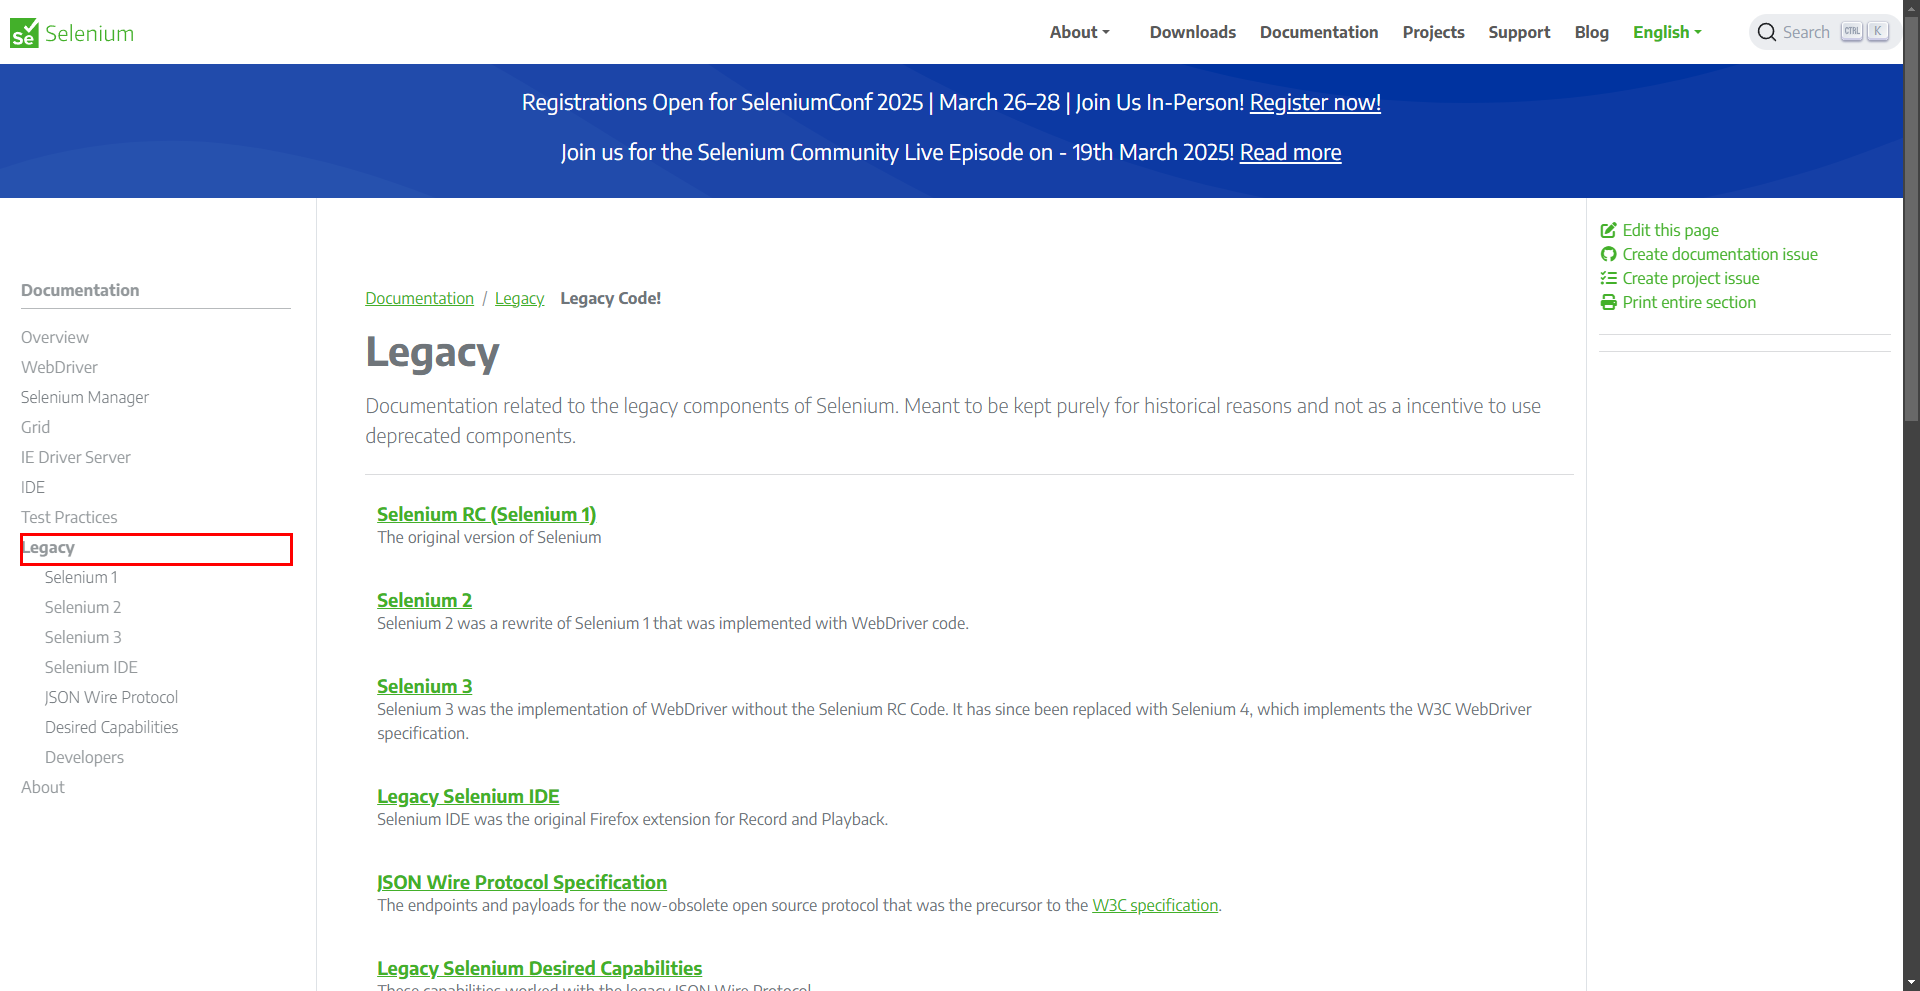 Se Selenium
About
Downloads
Documentation
Projects
Support
Blog
English
Search CTRL K
Registrations Open for SeleniumConf 2025 | March 26–28 | Join Us In-Person! Register now!
Join us for the Selenium Community Live Episode on - 19th March 2025! Read more
Documentation
Overview
WebDriver
Selenium Manager
Grid
IE Driver Server
IDE
Test Practices
Legacy
Selenium 1
Selenium 2
Selenium 3
Selenium IDE
JSON Wire Protocol
Desired Capabilities
Developers
About
Documentation / Legacy Legacy Code!
Legacy
Documentation related to the legacy components of Selenium. Meant to be kept purely for historical reasons and not as a incentive to use
deprecated components.
Selenium RC (Selenium 1)
The original version of Selenium
Selenium 2
Selenium 2 was a rewrite of Selenium 1 that was implemented with WebDriver code.
Selenium 3
Selenium 3 was the implementation of WebDriver without the Selenium RC Code. It has since been replaced with Selenium 4, which implements the W3C WebDriver
specification.
Legacy Selenium IDE
Selenium IDE was the original Firefox extension for Record and Playback.
JSON Wire Protocol Specification
The endpoints and payloads for the now-obsolete open source protocol that was the precursor to the W3C specification.
Legacy Selenium Desired Capabilities
These capabilities worked with the legacy JSON Wire Protocol
Edit this page
Create documentation issue
Create project issue
Print entire section